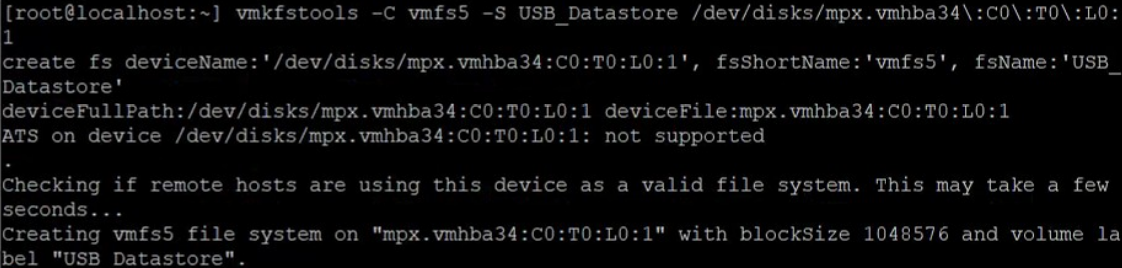 [root@localhost:~] vmkfstools -C vmfs5 -S USB_Datastore /dev/disks/mpx.vmhba34\:C0\:T0\:L0:
1
create fs deviceName:'/dev/disks/mpx.vmhba34:C0:T0:L0:1', fsShortName:'vmfs5', fsName:'USB_
Datastore'
deviceFullPath:/dev/disks/mpx.vmhba34:C0:T0:L0:1 deviceFile:mpx.vmhba34:C0:T0:L0:1
ATS on device /dev/disks/mpx.vmhba34:C0:T0:L0:1: not supported
.
Checking if remote hosts are using this device as a valid file system. This may take a few
seconds...
Creating vmfs5 file system on "mpx.vmhba34:C0:T0:L0:1" with blockSize 1048576 and volume la
bel "USB_Datastore".